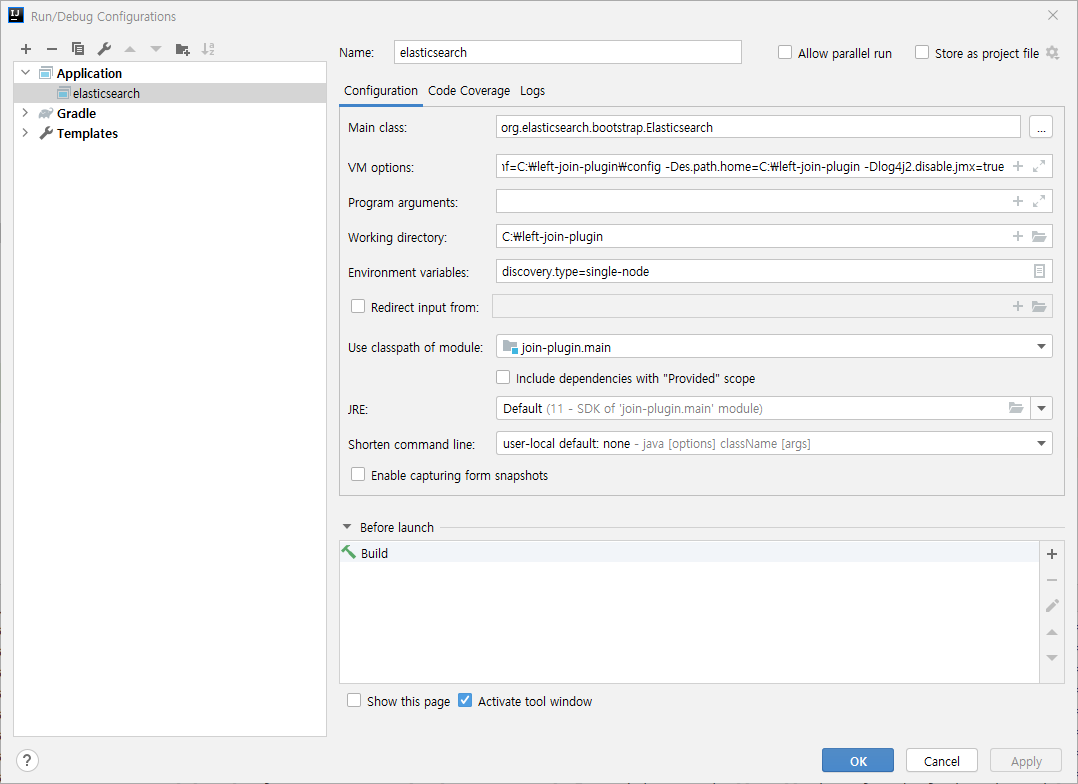 Run/Debug Configurations
Application
elasticsearch
Gradle
Templates
Name: elasticsearch
Allow parallel run
Store as project file
Configuration Code Coverage Logs
Main class: org.elasticsearch.bootstrap.Elasticsearch ...
VM options: nf=C:₩left-join-plugin₩config -Des.path.home=C:₩left-join-plugin -Dlog4j2.disable.jmx=true
Program arguments:
Working directory: C:₩left-join-plugin
Environment variables: discovery.type=single-node
Redirect input from:
Use classpath of module: join-plugin.main
Include dependencies with "Provided" scope
JRE: Default (11 - SDK of 'join-plugin.main' module)
Shorten command line: user-local default: none - java [options] className [args]
Enable capturing form snapshots
Before launch
Build
Show this page Activate tool window
? OK Cancel Apply